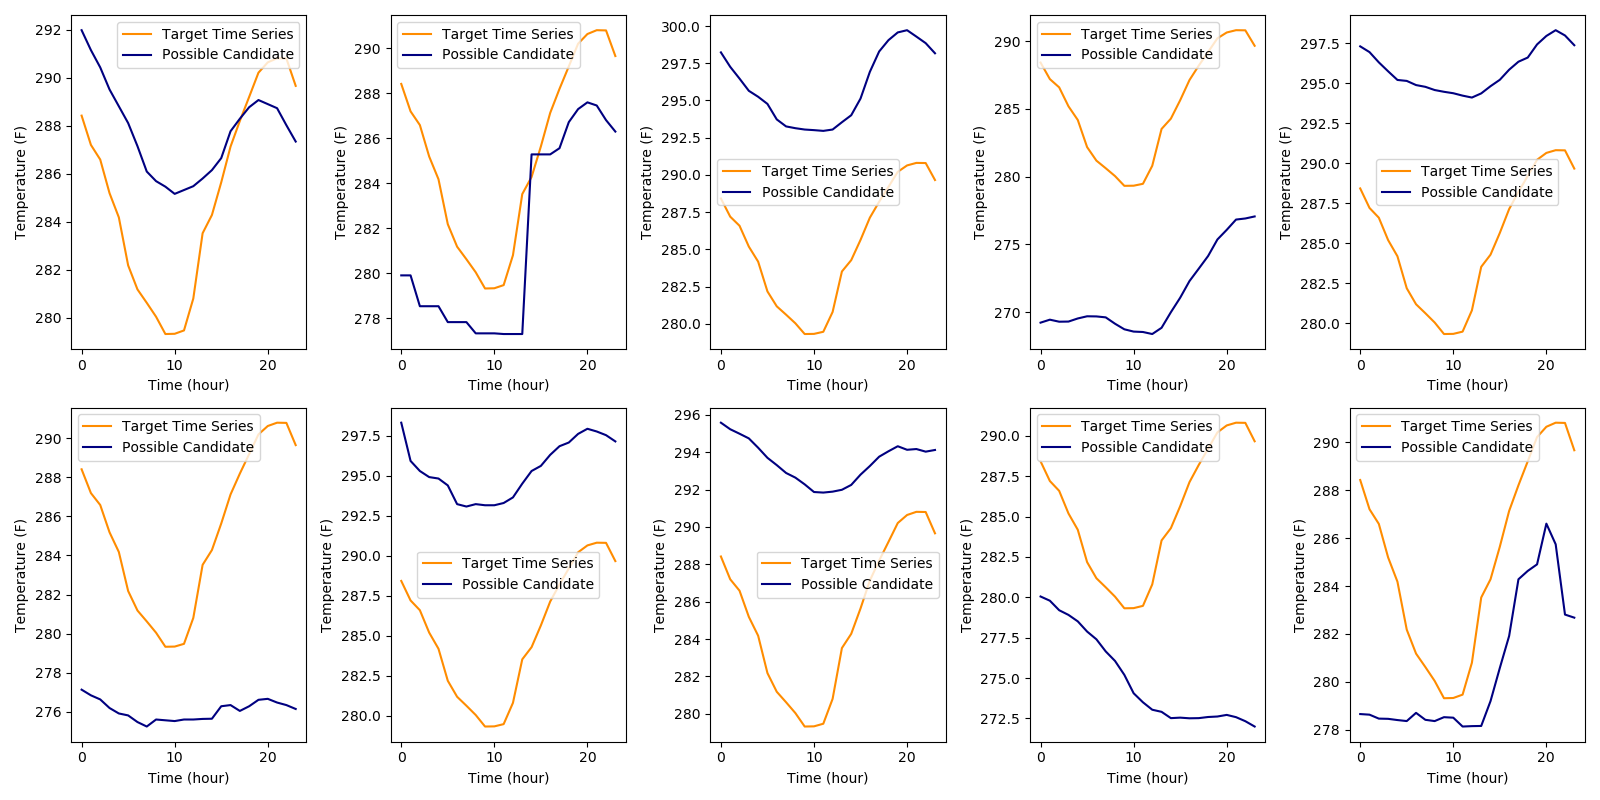 292
290
288
286
284
282
280
0
10
20
Temperature (F)
Time (hour)
Target Time Series
Possible Candidate
290
288
286
284
282
280
278
0
10
20
Temperature (F)
Time (hour)
Target Time Series
Possible Candidate
300.0
297.5
295.0
292.5
290.0
287.5
285.0
282.5
280.0
0
10
20
Temperature (F)
Time (hour)
Target Time Series
Possible Candidate
290
285
280
275
270
0
10
20
Temperature (F)
Time (hour)
Target Time Series
Possible Candidate
297.5
295.0
292.5
290.0
287.5
285.0
282.5
280.0
0
10
20
Temperature (F)
Time (hour)
Target Time Series
Possible Candidate
290
288
286
284
282
280
278
276
0
10
20
Temperature (F)
Time (hour)
Target Time Series
Possible Candidate
297.5
295.0
292.5
290.0
287.5
285.0
282.5
280.0
0
10
20
Temperature (F)
Time (hour)
Target Time Series
Possible Candidate
296
294
292
290
288
286
284
282
280
0
10
20
Temperature (F)
Time (hour)
Target Time Series
Possible Candidate
290.0
287.5
285.0
282.5
280.0
277.5
275.0
272.5
0
10
20
Temperature (F)
Time (hour)
Target Time Series
Possible Candidate
290
288
286
284
282
280
278
0
10
20
Temperature (F)
Time (hour)
Target Time Series
Possible Candidate